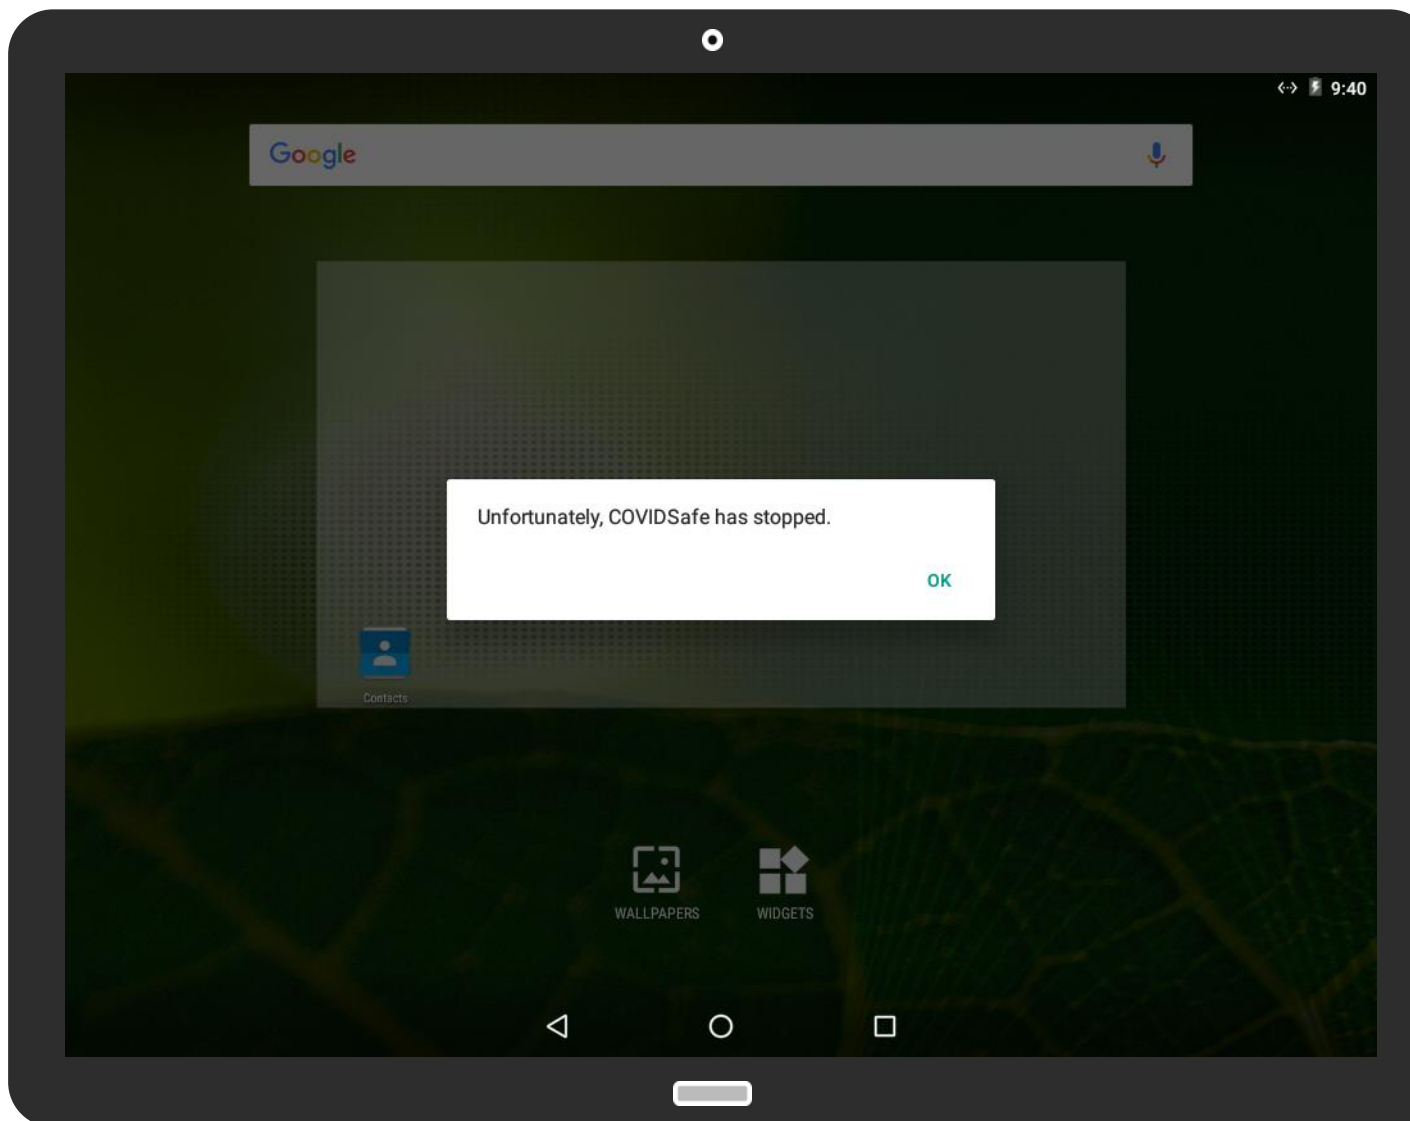 9:40
Google
Unfortunately, COVIDSafe has stopped.
OK
Contacts
WALLPAPERS
WIDGETS